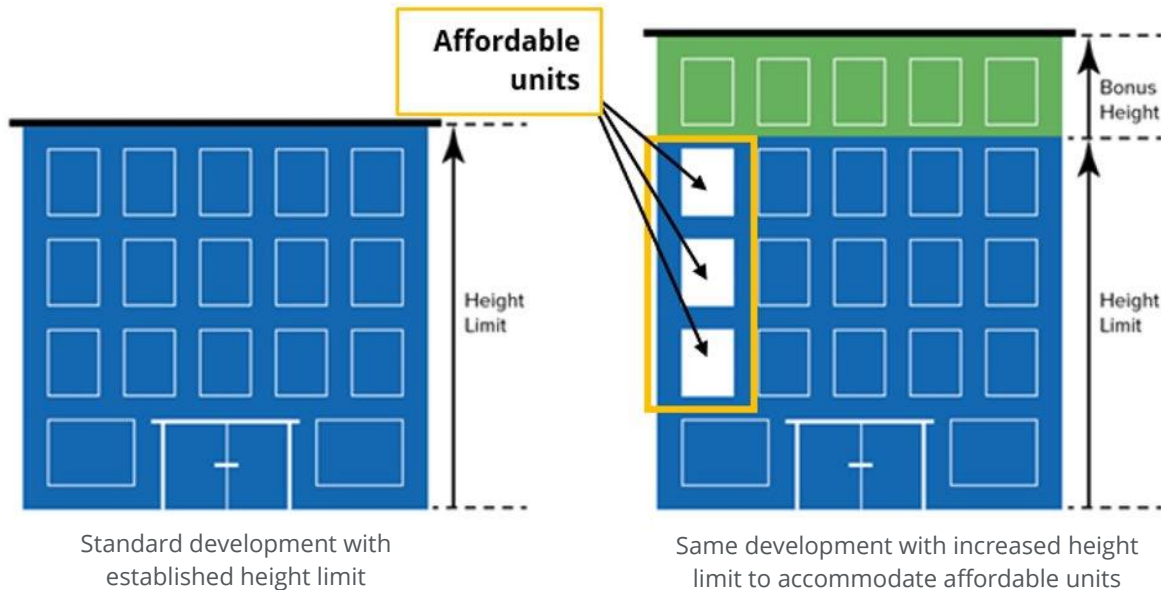 Affordable
units
Bonus
Height
Height
Limit
Height
Limit
Standard development with
established height limit
Same development with increased height
limit to accommodate affordable units